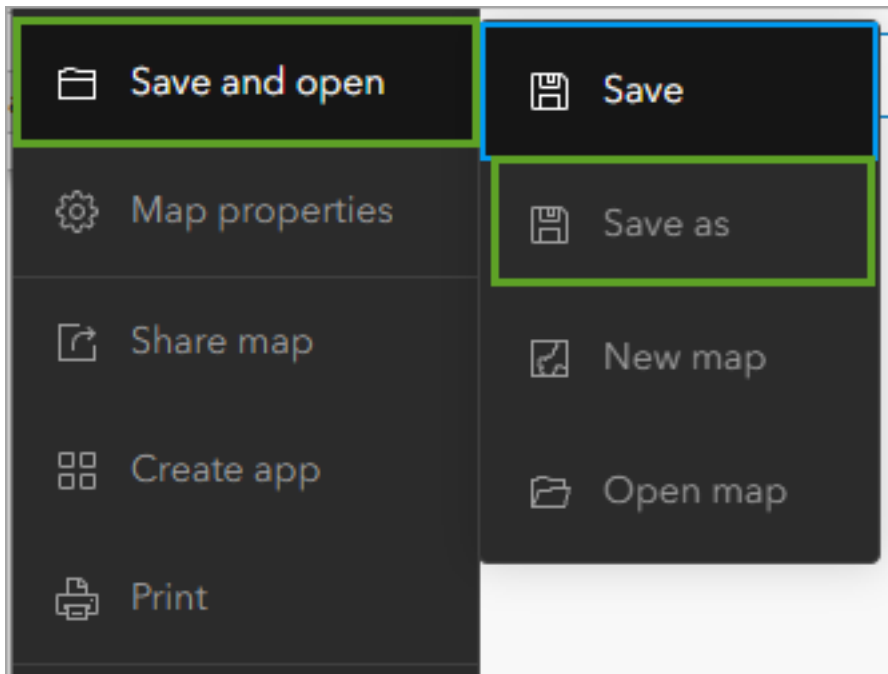 Save and open
Map properties
Share map
Create app
Print
Save
Save as
New map
Open map